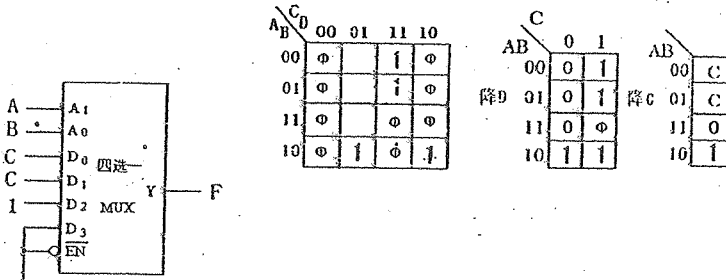 A A1
B A0
C D0
C D1
1 D2
D3
EN
四选一
MUX
Y F
CD
AB 00 01 11 10
00 Φ 1 Φ
01 Φ 1 Φ
11 Φ Φ Φ
10 Φ 1 Φ 1
C
AB 0 1
00 0 1
降D 01 0 1
11 0 Φ
10 1 1
AB
00 C
降C 01 C
11 0
10 1